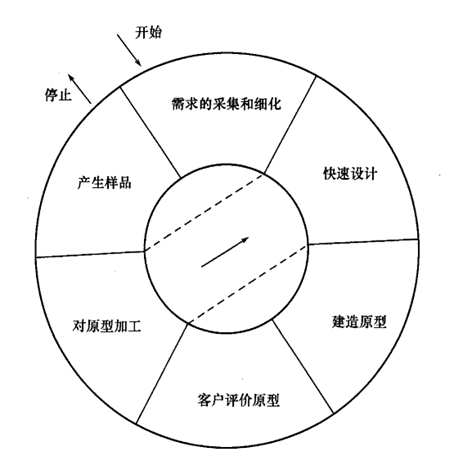 开始
停止
需求的采集和细化
快速设计
建造原型
客户评价原型
对原型加工
产生样品